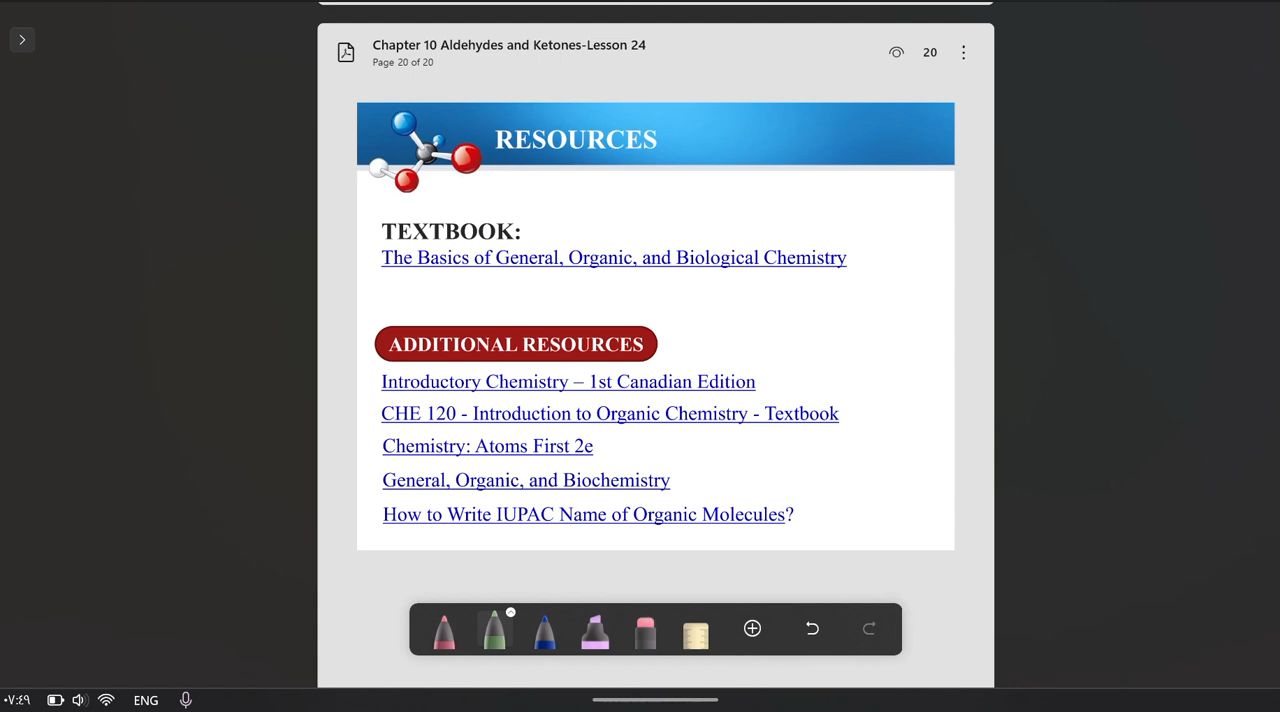 Chapter 10 Aldehydes and Ketones-Lesson 24
Page 20 of 20
20
RESOURCES
TEXTBOOK:
The Basics of General, Organic, and Biological Chemistry
ADDITIONAL RESOURCES
Introductory Chemistry – 1st Canadian Edition
CHE 120 - Introduction to Organic Chemistry - Textbook
Chemistry: Atoms First 2e
General, Organic, and Biochemistry
How to Write IUPAC Name of Organic Molecules?
٠٧:٤٩
ENG